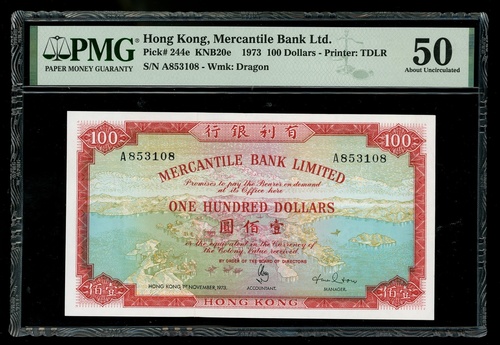 PMG
PAPER MONEY GUARANTY
Hong Kong, Mercantile Bank Ltd.
Pick# 244e KNB20e 1973 100 Dollars - Printer: TDLR
S/N A853108 - Wmk: Dragon
50
About Uncirculated
100
行銀利有
100
A853108
A853108
MERCANTILE BANK LIMITED
Promises to pay the Bearer on demand
at its Office here
ONE HUNDRED DOLLARS
圓佰壹
or the equivalent in the Currency of
the Colony Value received
BY ORDER OF THE BOARD OF DIRECTORS
HONG KONG 1ST NOVEMBER, 1973.
ACCOUNTANT.
MANAGER.
100
HONG KONG
佰壹